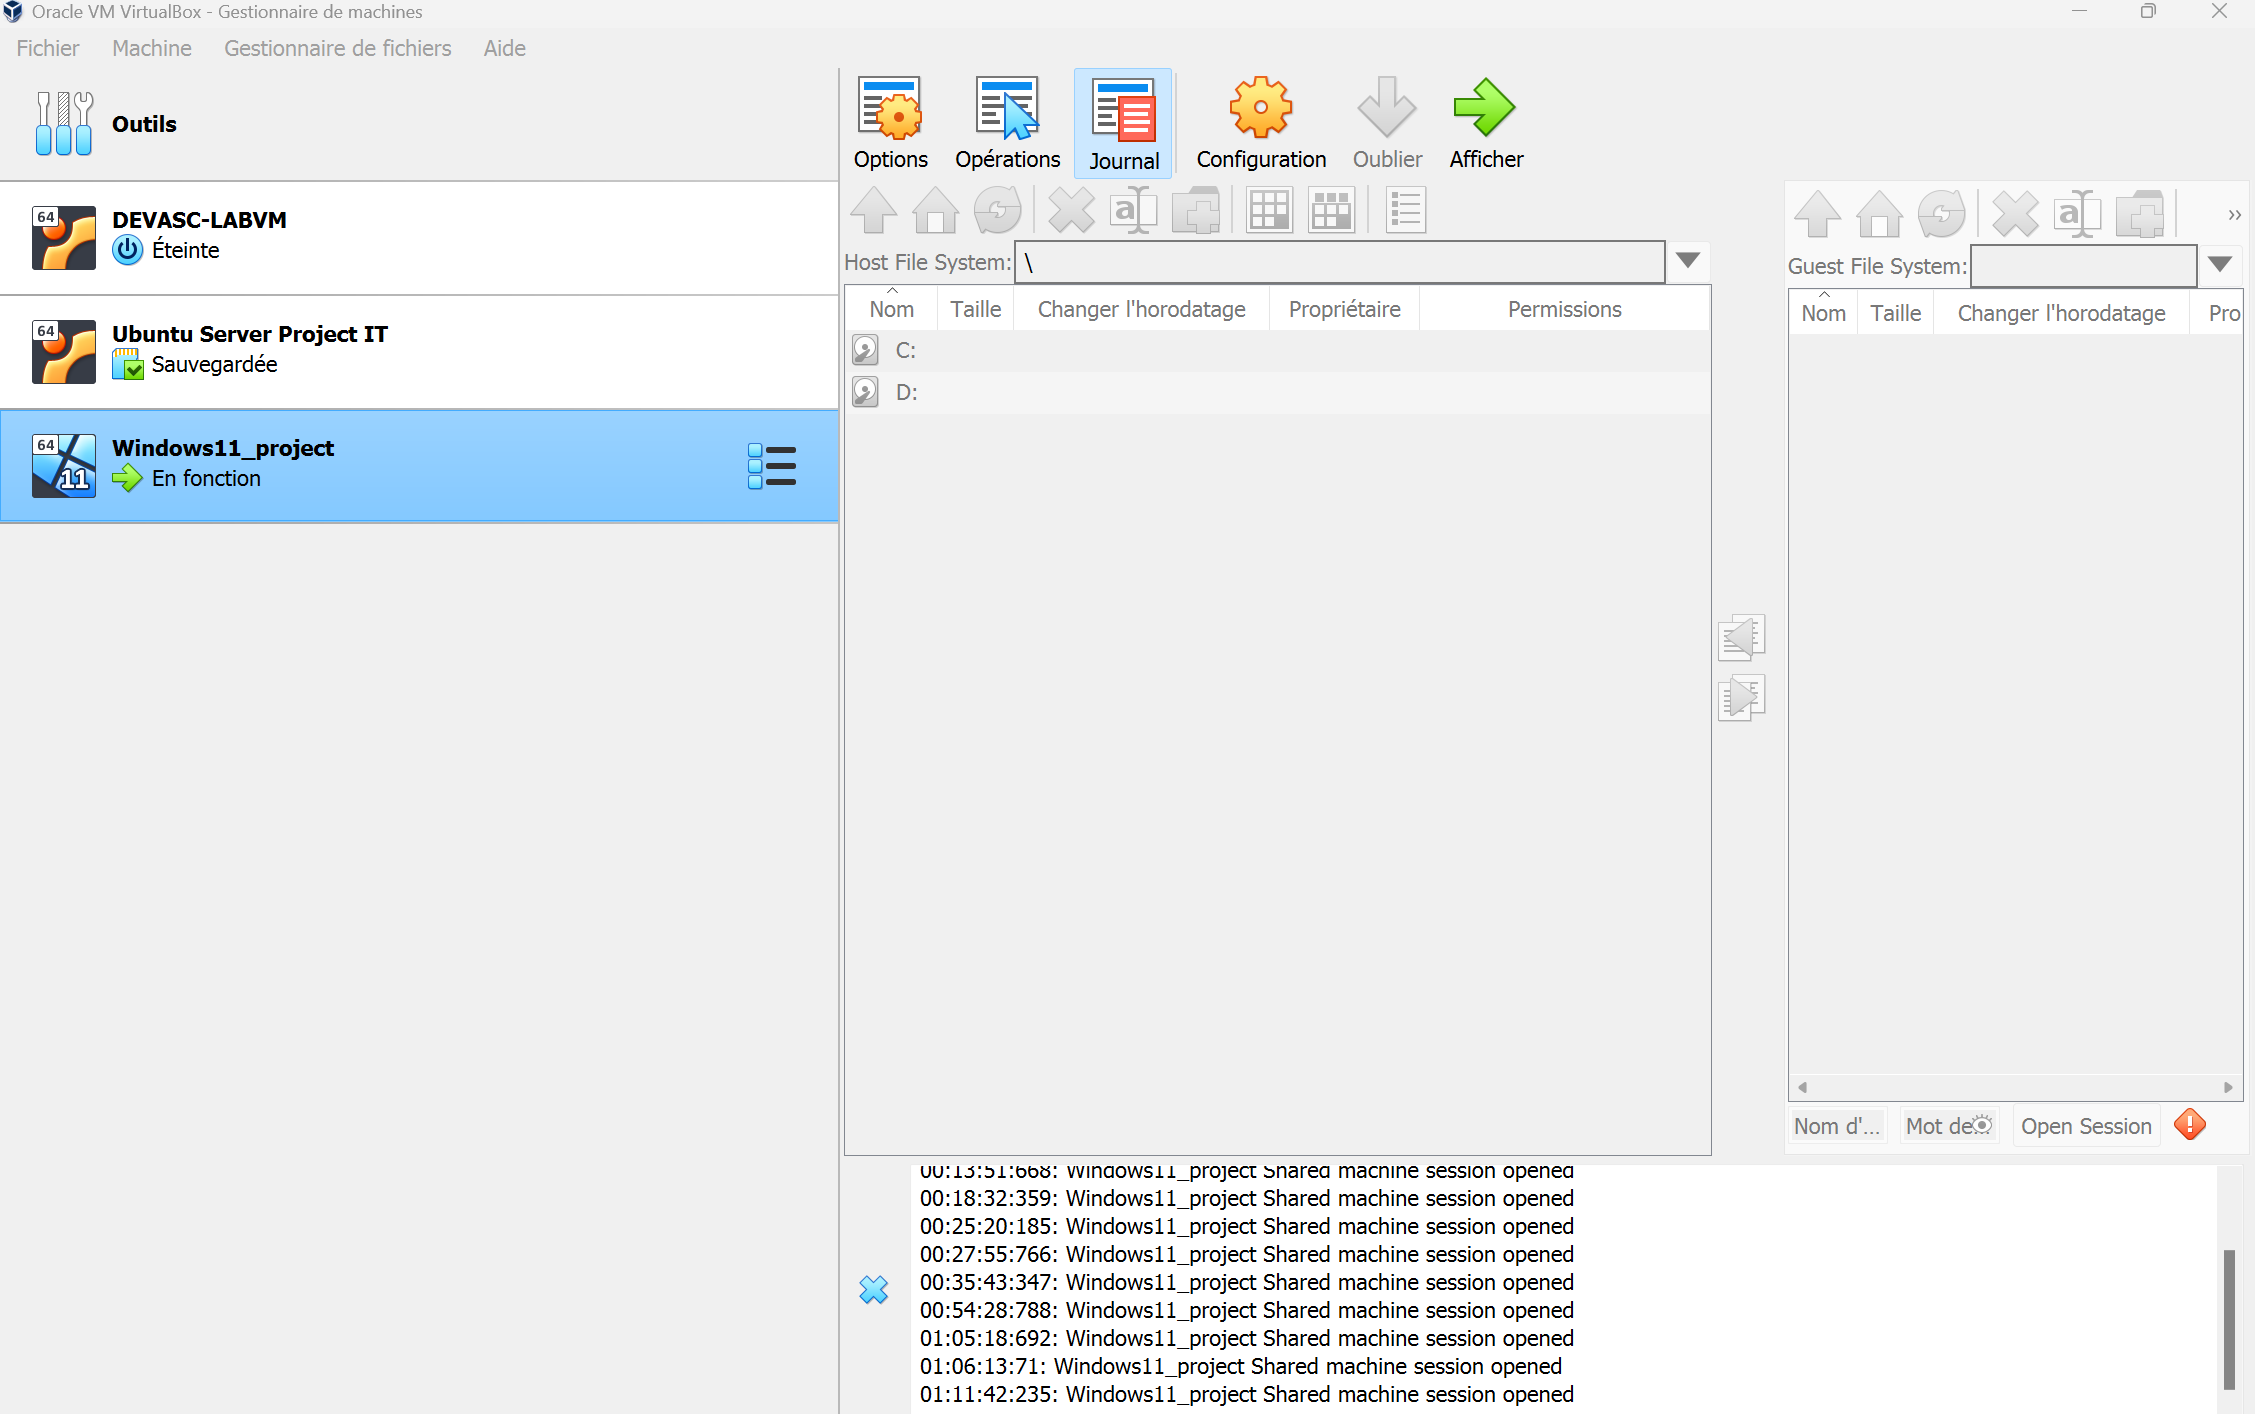 Oracle VM VirtualBox - Gestionnaire de machines
Fichier Machine Gestionnaire de fichiers Aide
Outils
64
DEVASC-LABVM
Éteinte
64
Ubuntu Server Project IT
Sauvegardée
64
11
Windows11_project
En fonction
Options Opérations Journal Configuration Oublier Afficher
Host File System: \
Nom Taille Changer l'horodatage Propriétaire Permissions
C:
D:
Guest File System:
Nom Taille Changer l'horodatage Pro
Nom d'... Mot de... Open Session
00:13:51:668: Windows11_project Shared machine session opened
00:18:32:359: Windows11_project Shared machine session opened
00:25:20:185: Windows11_project Shared machine session opened
00:27:55:766: Windows11_project Shared machine session opened
00:35:43:347: Windows11_project Shared machine session opened
00:54:28:788: Windows11_project Shared machine session opened
01:05:18:692: Windows11_project Shared machine session opened
01:06:13:71: Windows11_project Shared machine session opened
01:11:42:235: Windows11_project Shared machine session opened